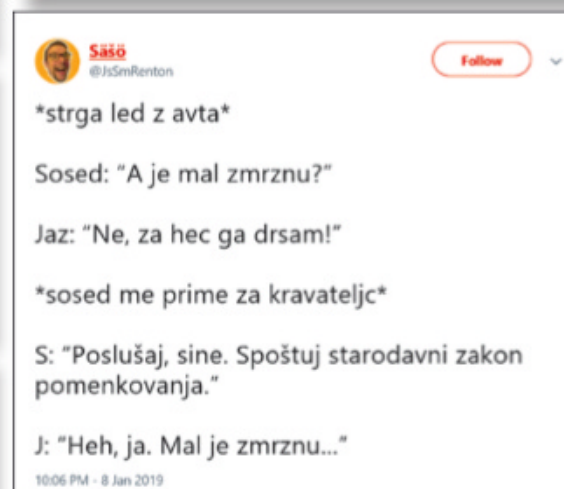 Säšö
@JsSmRenton
Follow
*strga led z avta*
Sosed: "A je mal zmrznu?"
Jaz: "Ne, za hec ga drsam!"
*sosed me prime za kravateljc*
S: "Poslušaj, sine. Spoštuj starodavni zakon
pomenkovanja."
J: "Heh, ja. Mal je zmrznu..."
10:06 PM - 8 Jan 2019